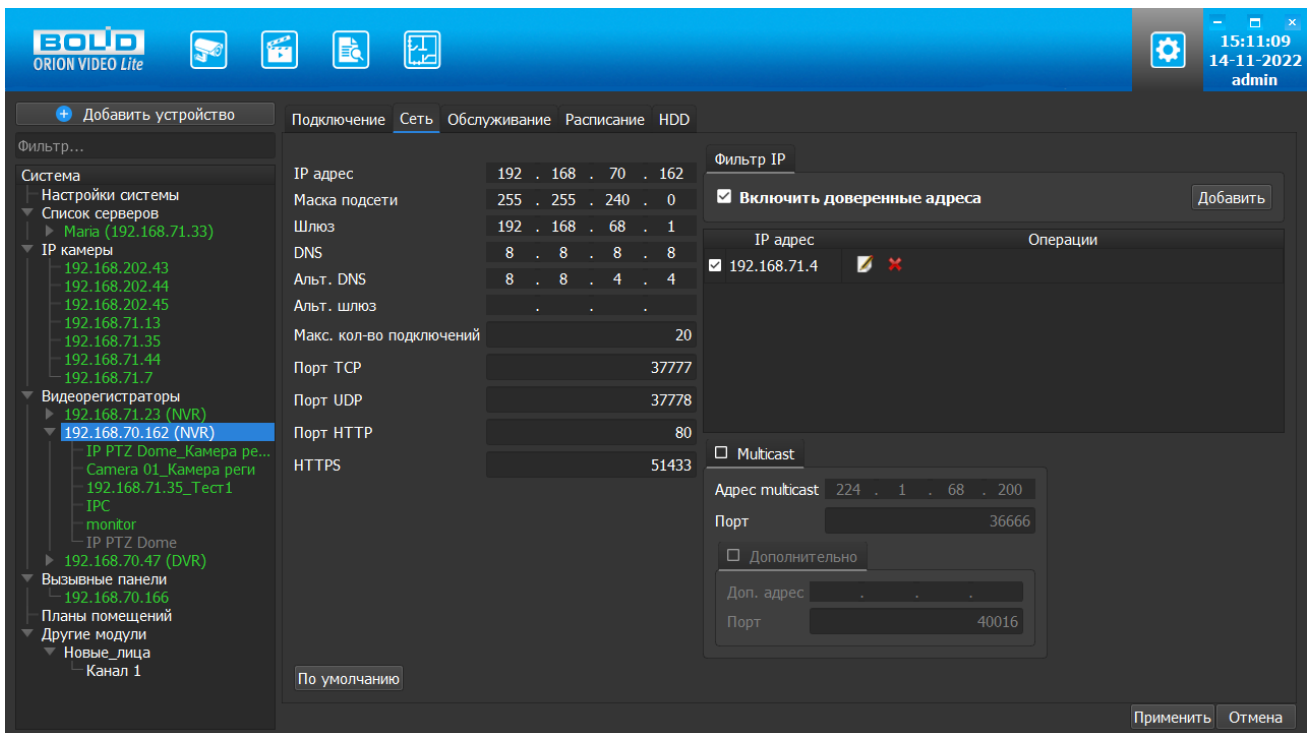 BOLID
ORION VIDEO Lite
15:11:09
14-11-2022
admin
Добавить устройство
Фильтр...
Система
Настройки системы
Список серверов
Maria (192.168.71.33)
IP камеры
192.168.202.43
192.168.202.44
192.168.202.45
192.168.71.13
192.168.71.35
192.168.71.44
192.168.71.7
Видеорегистраторы
192.168.71.23 (NVR)
192.168.70.162 (NVR)
IP PTZ Dome_Камера ре...
Camera 01_Камера реги
192.168.71.35_Тест1
IPC
monitor
IP PTZ Dome
192.168.70.47 (DVR)
Вызывные панели
192.168.70.166
Планы помещений
Другие модули
Новые_лица
Канал 1
Подключение Сеть Обслуживание Расписание HDD
IP адрес 192 . 168 . 70 . 162
Маска подсети 255 . 255 . 240 . 0
Шлюз 192 . 168 . 68 . 1
DNS 8 . 8 . 8 . 8
Альт. DNS 8 . 8 . 4 . 4
Альт. шлюз . . .
Макс. кол-во подключений 20
Порт TCP 37777
Порт UDP 37778
Порт HTTP 80
HTTPS 51433
По умолчанию
Фильтр IP
Включить доверенные адреса Добавить
IP адрес Операции
192.168.71.4
Multicast
Адрес multicast 224 . 1 . 68 . 200
Порт 36666
Дополнительно
Доп. адрес . . .
Порт 40016
Применить Отмена